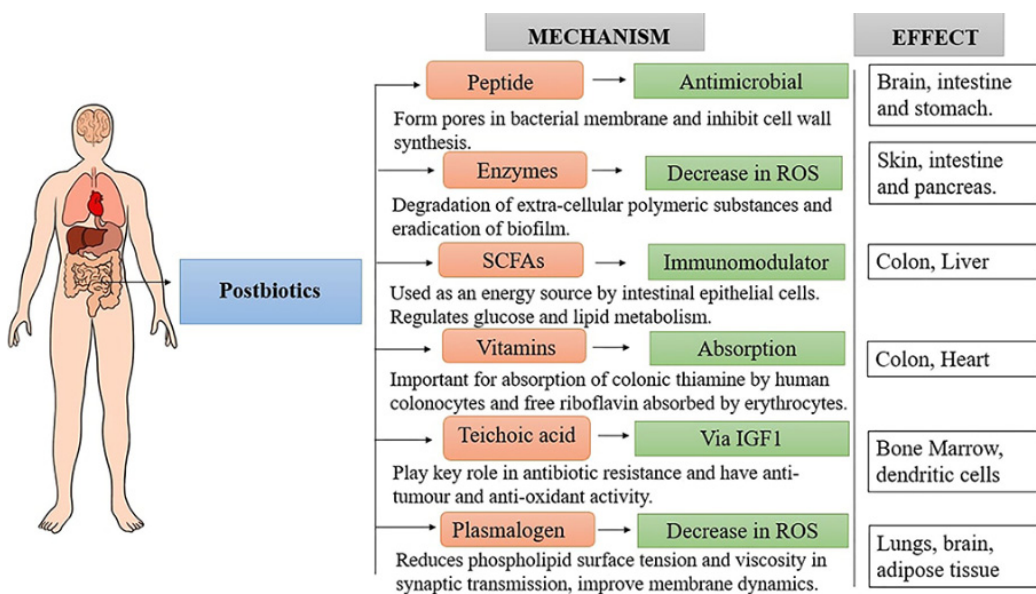 MECHANISM
EFFECT
Peptide
Antimicrobial
Brain, intestine
and stomach.
Form pores in bacterial membrane and inhibit cell wall
synthesis.
Enzymes
Decrease in ROS
Skin, intestine
and pancreas.
Degradation of extra-cellular polymeric substances and
eradication of biofilm.
Postbiotics
SCFAs
Immunomodulator
Colon, Liver
Used as an energy source by intestinal epithelial cells.
Regulates glucose and lipid metabolism.
Vitamins
Absorption
Colon, Heart
Important for absorption of colonic thiamine by human
colonocytes and free riboflavin absorbed by erythrocytes.
Teichoic acid
Via IGF1
Bone Marrow,
dendritic cells
Play key role in antibiotic resistance and have anti-
tumour and anti-oxidant activity.
Plasmalogen
Decrease in ROS
Lungs, brain,
adipose tissue
Reduces phospholipid surface tension and viscosity in
synaptic transmission, improve membrane dynamics.